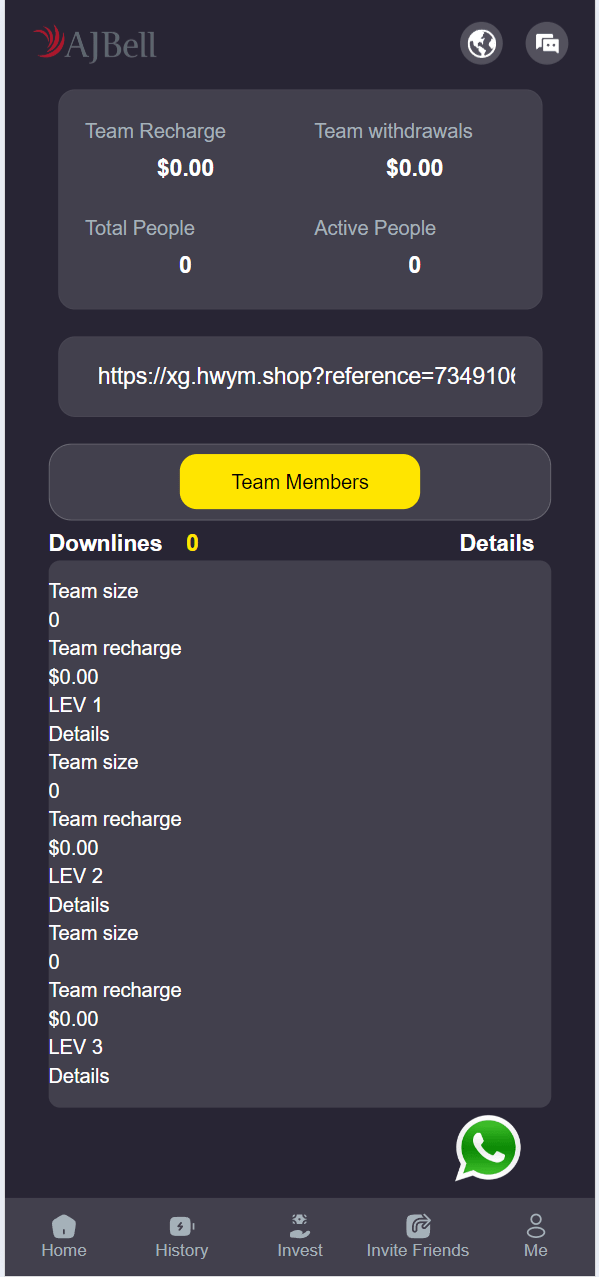 AJBell
Team Recharge
Team withdrawals
$0.00
$0.00
Total People
Active People
0
0
https://xg.hwym.shop?reference=734910
Team Members
Downlines 0 Details
Team size
0
Team recharge
$0.00
LEV 1
Details
Team size
0
Team recharge
$0.00
LEV 2
Details
Team size
0
Team recharge
$0.00
LEV 3
Details
Home
History
Invest
Invite Friends
Me